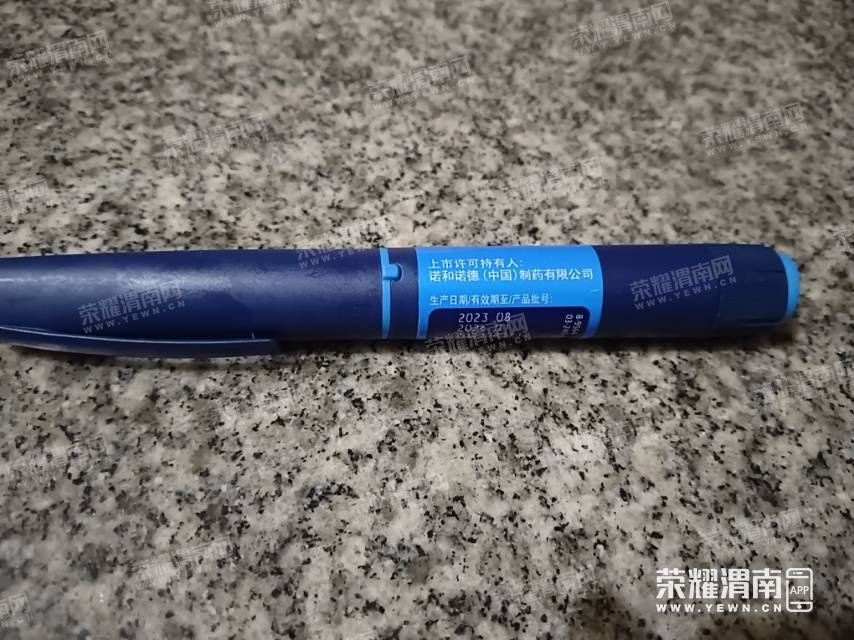 上市许可持有人:
诺和诺德(中国)制药有限公司
生产日期/有效期至/产品批号:
2023 08
荣耀渭南网
WWW.YEWN.CN
荣耀渭南 APP
WWW.YEWN.CN